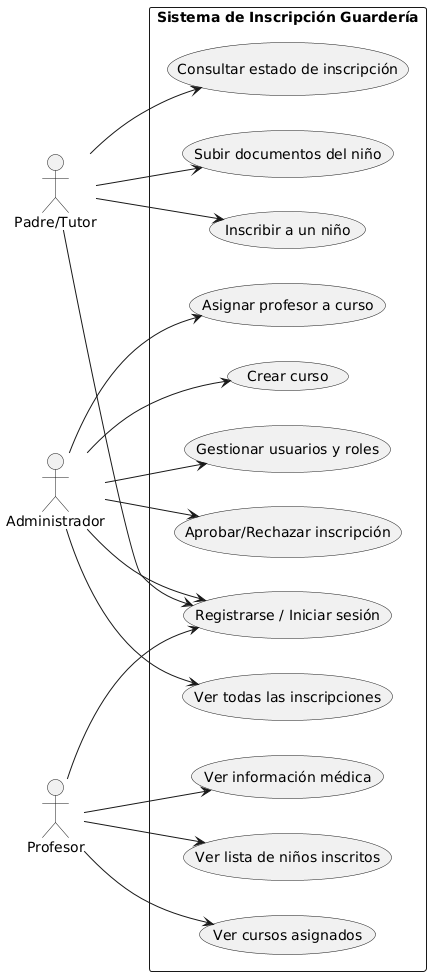 Sistema de Inscripción Guardería
Consultar estado de inscripción
Subir documentos del niño
Padre/Tutor
Inscribir a un niño
Asignar profesor a curso
Crear curso
Gestionar usuarios y roles
Administrador
Aprobar/Rechazar inscripción
Registrarse / Iniciar sesión
Ver todas las inscripciones
Ver información médica
Profesor
Ver lista de niños inscritos
Ver cursos asignados